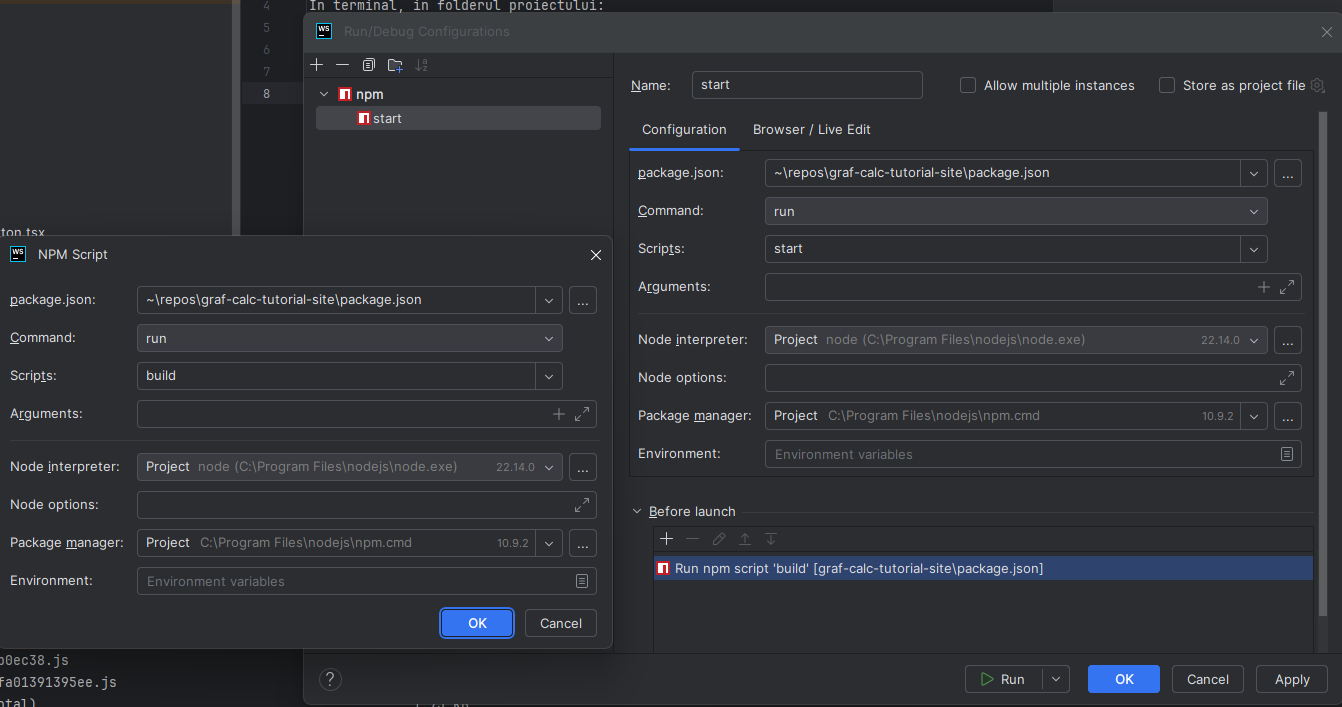 4 In terminal, in folderul proiectului:
5
6
7
8
WS Run/Debug Configurations
npm
start
Name: start Allow multiple instances Store as project file
Configuration Browser / Live Edit
package.json: ~\repos\graf-calc-tutorial-site\package.json ...
Command: run
Scripts: start
Arguments:
Node interpreter: Project node (C:\Program Files\nodejs\node.exe) 22.14.0 ...
Node options:
Package manager: Project C:\Program Files\nodejs\npm.cmd 10.9.2 ...
Environment: Environment variables
Before launch
Run npm script 'build' [graf-calc-tutorial-site\package.json]
? Run OK Cancel Apply
ton.tsx
WS NPM Script
package.json: ~\repos\graf-calc-tutorial-site\package.json ...
Command: run
Scripts: build
Arguments:
Node interpreter: Project node (C:\Program Files\nodejs\node.exe) 22.14.0 ...
Node options:
Package manager: Project C:\Program Files\nodejs\npm.cmd 10.9.2 ...
Environment: Environment variables
OK Cancel
b0ec38.js
fa01391395ee.js
otal)